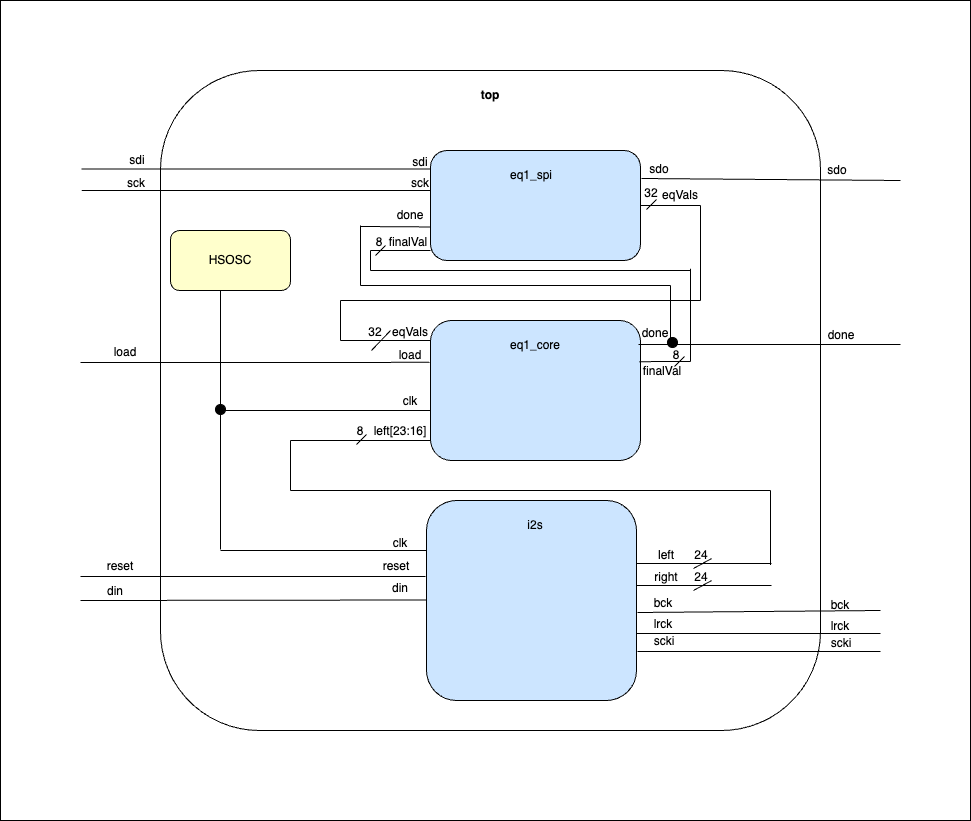 top
sdi
sdi
eq1_spi
sdo
sdo
sck
sck
32 eqVals
done
8 finalVal
HSOSC
32 eqVals
eq1_core
done
done
load
load
8
finalVal
clk
8 left[23:16]
i2s
clk
left 24
reset
reset
right 24
din
din
bck
bck
lrck
lrck
scki
scki